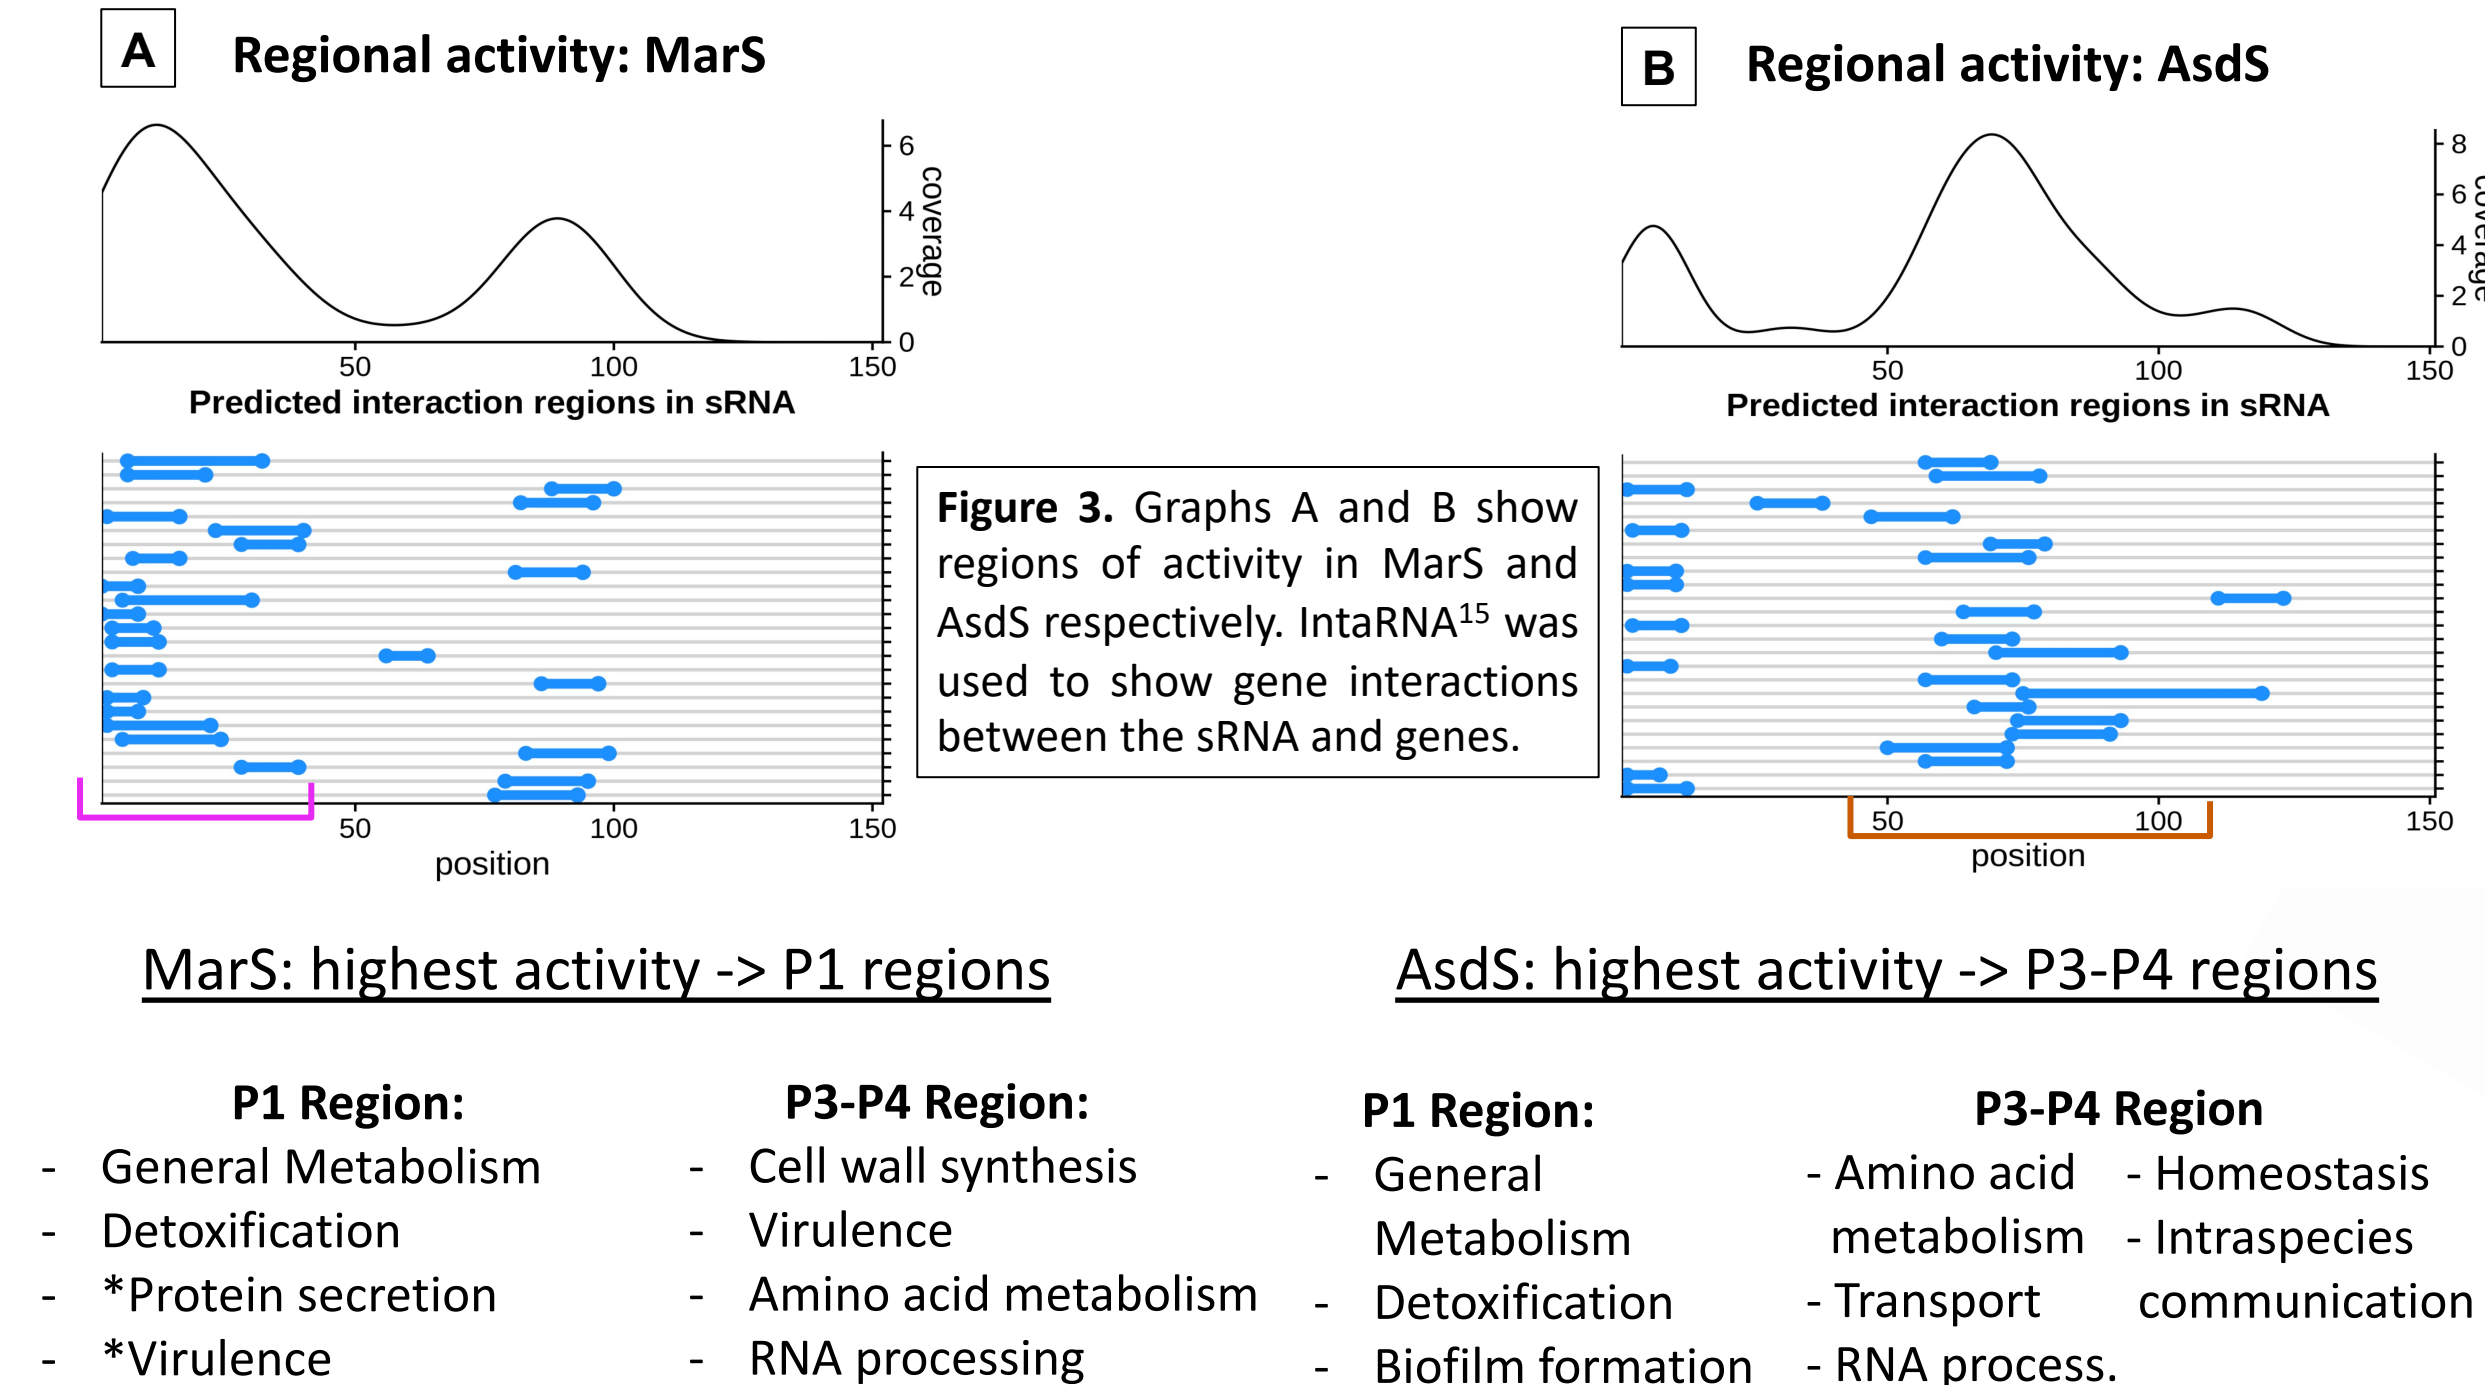 A
Regional activity: MarS
6
4
2
0
coverage
50 100 150
Predicted interaction regions in sRNA
50 100 150
position
B
Regional activity: AsdS
8
6
4
2
0
coverage
50 100 150
Predicted interaction regions in sRNA
50 100 150
position
Figure 3. Graphs A and B show
regions of activity in MarS and
AsdS respectively. IntaRNA15 was
used to show gene interactions
between the sRNA and genes.
MarS: highest activity -> P1 regions
P1 Region:
- General Metabolism
- Detoxification
- *Protein secretion
- *Virulence
P3-P4 Region:
- Cell wall synthesis
- Virulence
- Amino acid metabolism
- RNA processing
AsdS: highest activity -> P3-P4 regions
P1 Region:
- General
Metabolism
- Detoxification
- Biofilm formation
P3-P4 Region
- Amino acid
metabolism
- Transport
- RNA process.
- Homeostasis
- Intraspecies
communication